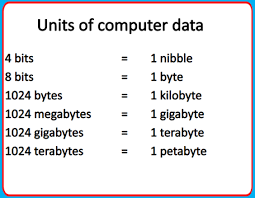 Units of computer data
4 bits = 1 nibble
8 bits = 1 byte
1024 bytes = 1 kilobyte
1024 megabytes = 1 gigabyte
1024 gigabytes = 1 terabyte
1024 terabytes = 1 petabyte